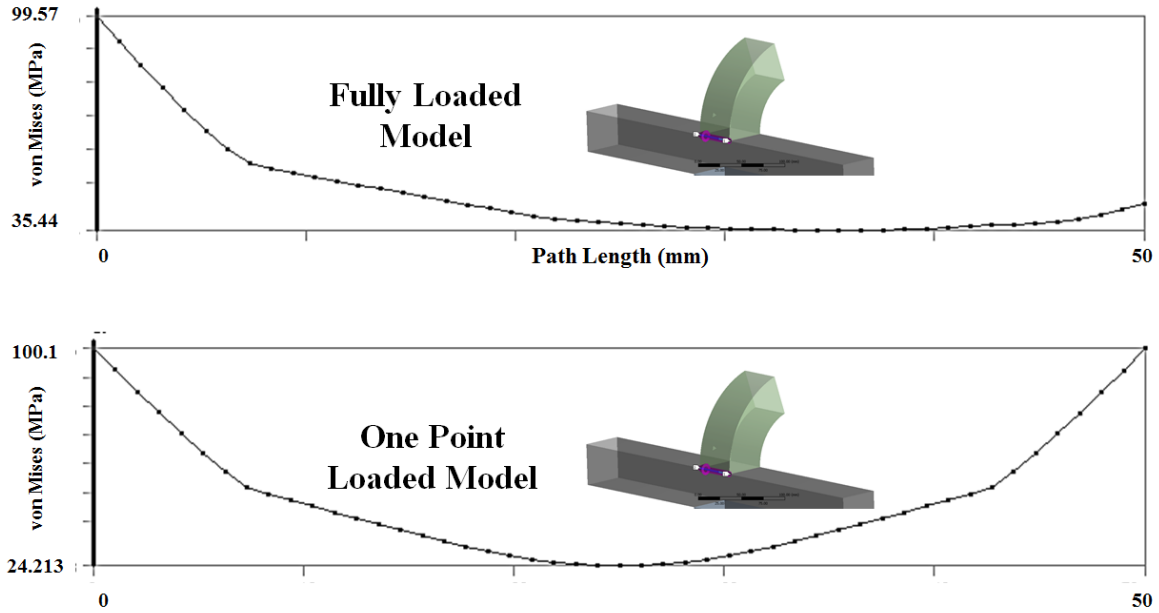 99.57
von Mises (MPa)
Fully Loaded
Model
35.44
0
Path Length (mm)
50
100.1
von Mises (MPa)
One Point
Loaded Model
24.213
0
50